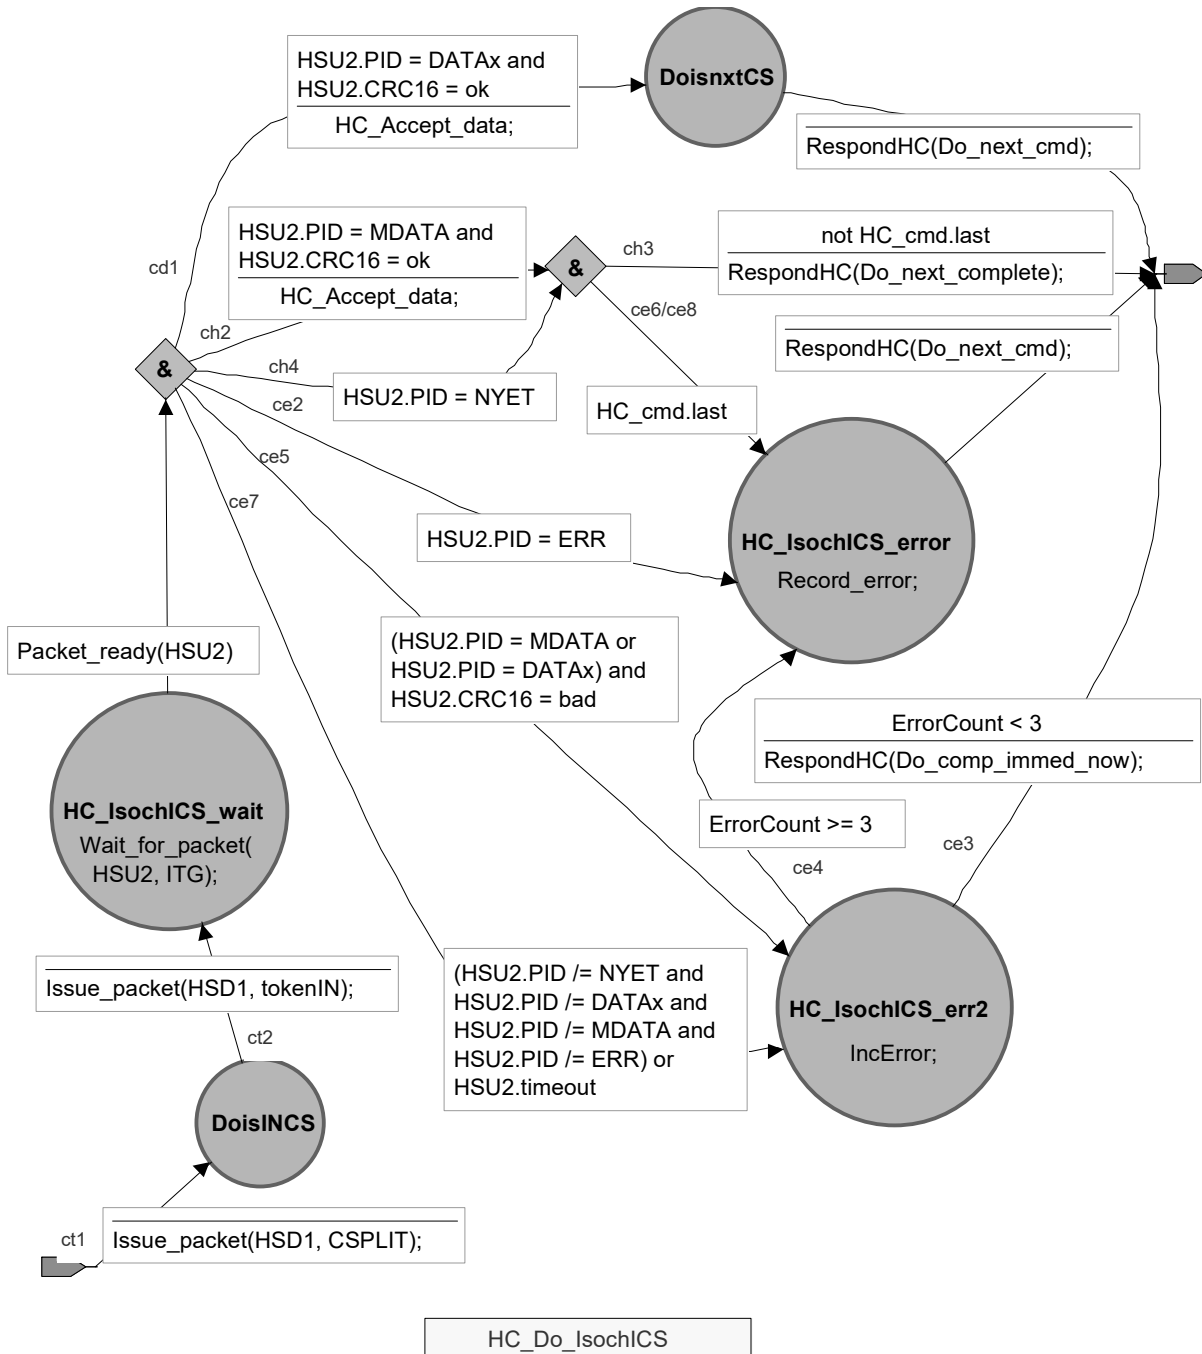 HSU2.PID = DATAx and
HSU2.CRC16 = ok
HC_Accept_data;
DoisnxtCS
RespondHC(Do_next_cmd);
cd1
HSU2.PID = MDATA and
HSU2.CRC16 = ok
HC_Accept_data;
&
ch3
not HC_cmd.last
RespondHC(Do_next_complete);
ce6/ce8
RespondHC(Do_next_cmd);
ch2
&
ch4
HSU2.PID = NYET
ce2
HC_cmd.last
ce5
ce7
HSU2.PID = ERR
HC_IsochICS_error
Record_error;
Packet_ready(HSU2)
(HSU2.PID = MDATA or
HSU2.PID = DATAx) and
HSU2.CRC16 = bad
ErrorCount < 3
RespondHC(Do_comp_immed_now);
HC_IsochICS_wait
Wait_for_packet(
HSU2, ITG);
ErrorCount >= 3
ce3
ce4
Issue_packet(HSD1, tokenIN);
(HSU2.PID /= NYET and
HSU2.PID /= DATAx and
HSU2.PID /= MDATA and
HSU2.PID /= ERR) or
HSU2.timeout
HC_IsochICS_err2
IncError;
ct2
DoisINCS
ct1
Issue_packet(HSD1, CSPLIT);
HC_Do_IsochICS